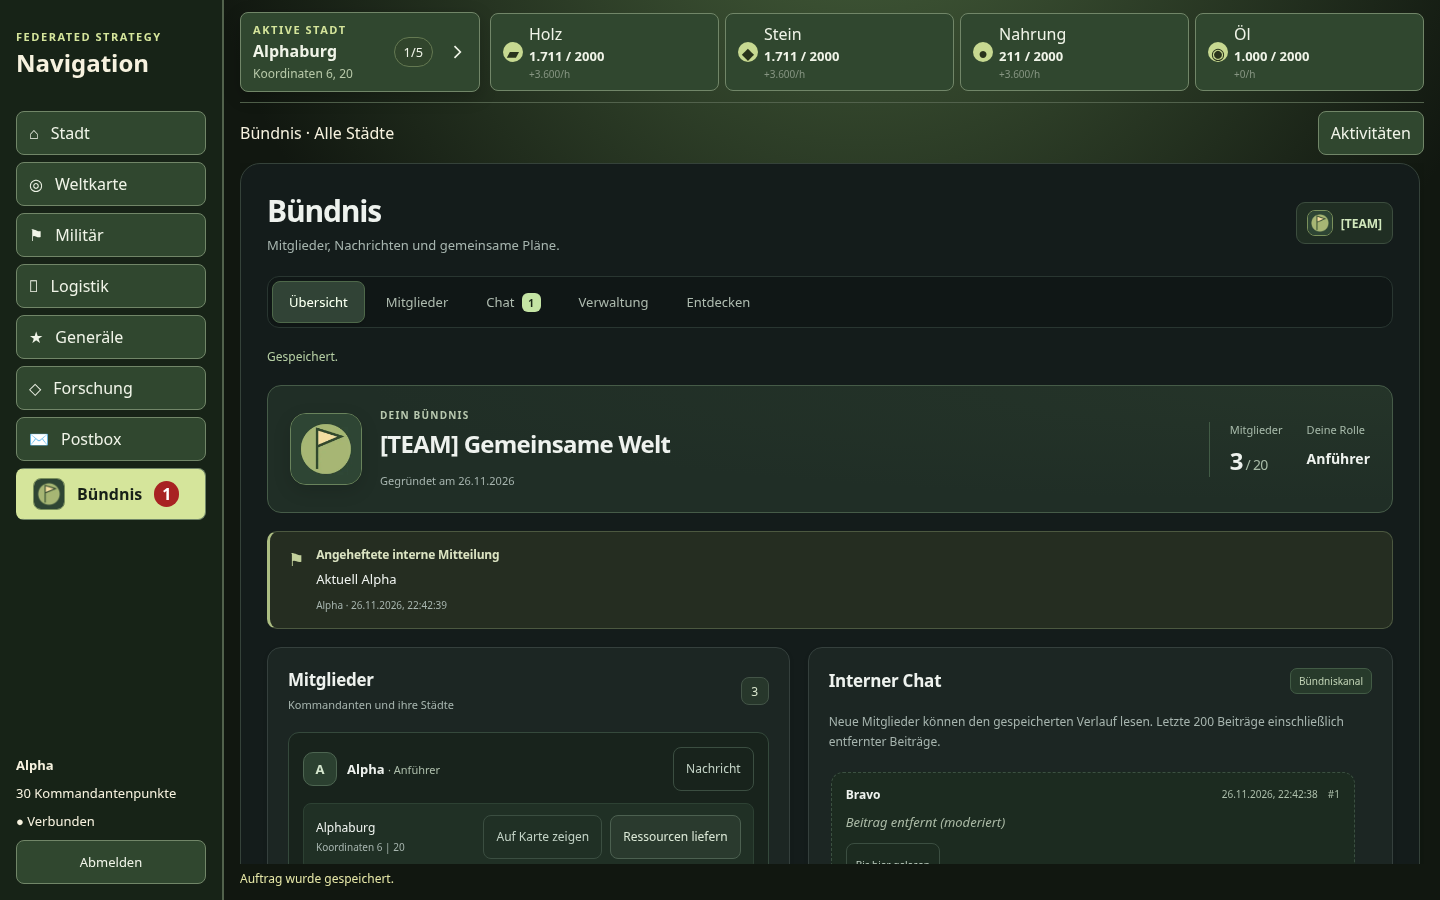 FEDERATED STRATEGY
Navigation
Stadt
Weltkarte
Militär
Logistik
Generäle
Forschung
Postbox
Bündnis 1
Alpha
30 Kommandantenpunkte
● Verbunden
Abmelden
AKTIVE STADT
Alphaburg
Koordinaten 6, 20
1/5
Holz
1.711 / 2000
+3.600/h
Stein
1.711 / 2000
+3.600/h
Nahrung
211 / 2000
+3.600/h
Öl
1.000 / 2000
+0/h
Bündnis · Alle Städte
Aktivitäten
Bündnis
Mitglieder, Nachrichten und gemeinsame Pläne.
[TEAM]
Übersicht Mitglieder Chat 1 Verwaltung Entdecken
Gespeichert.
DEIN BÜNDNIS
[TEAM] Gemeinsame Welt
Gegründet am 26.11.2026
Mitglieder
3 / 20
Deine Rolle
Anführer
Angeheftete interne Mitteilung
Aktuell Alpha
Alpha · 26.11.2026, 22:42:39
Mitglieder
Kommandanten und ihre Städte
3
A Alpha · Anführer Nachricht
Alphaburg
Koordinaten 6 | 20
Auf Karte zeigen Ressourcen liefern
Interner Chat
Bündniskanal
Neue Mitglieder können den gespeicherten Verlauf lesen. Letzte 200 Beiträge einschließlich
entfernter Beiträge.
Bravo 26.11.2026, 22:42:38 #1
Beitrag entfernt (moderiert)
Bis hier gelesen
Auftrag wurde gespeichert.